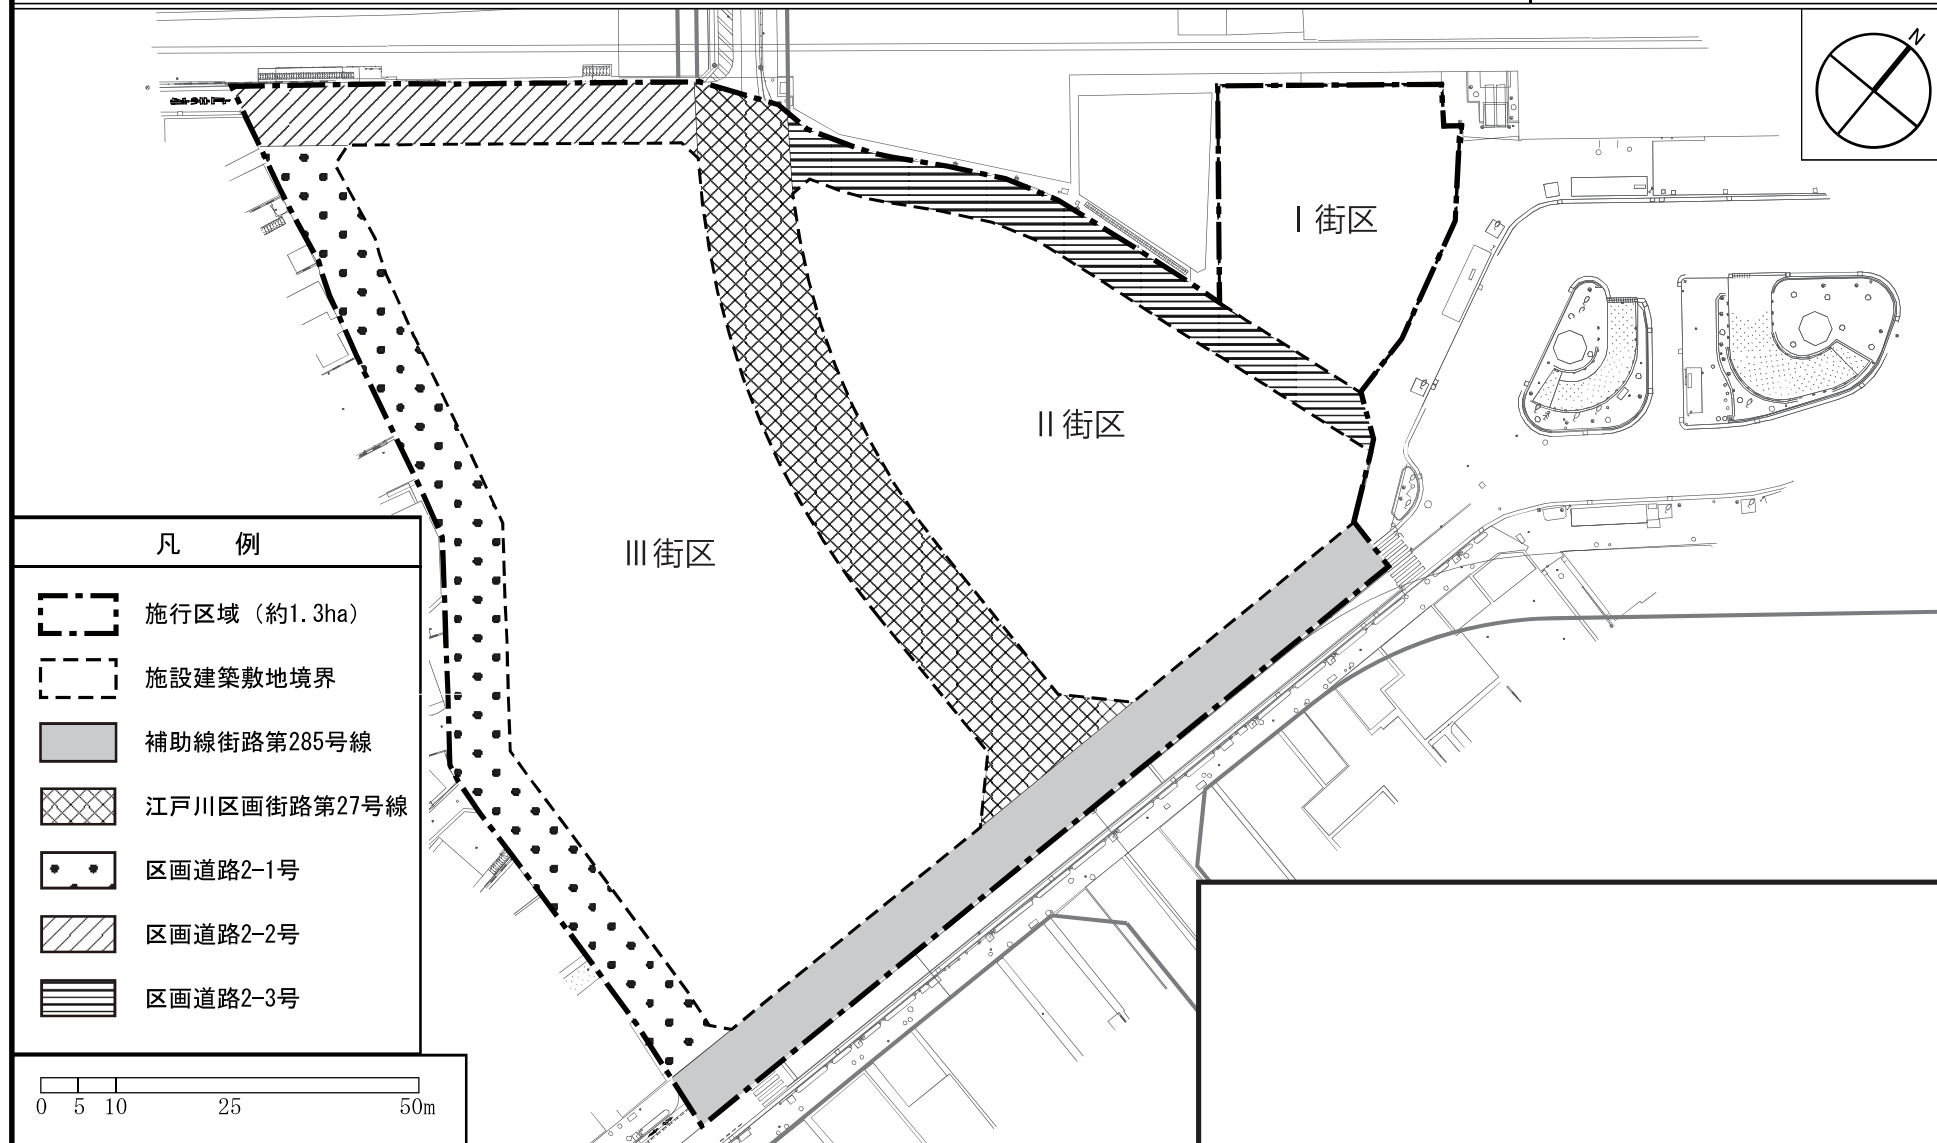 N
Ⅰ街区
Ⅱ街区
Ⅲ街区
凡　例
施行区域（約1.3ha）
施設建築敷地境界
補助線街路第285号線
江戸川区画街路第27号線
区画道路2-1号
区画道路2-2号
区画道路2-3号
0 5 10 25 50m